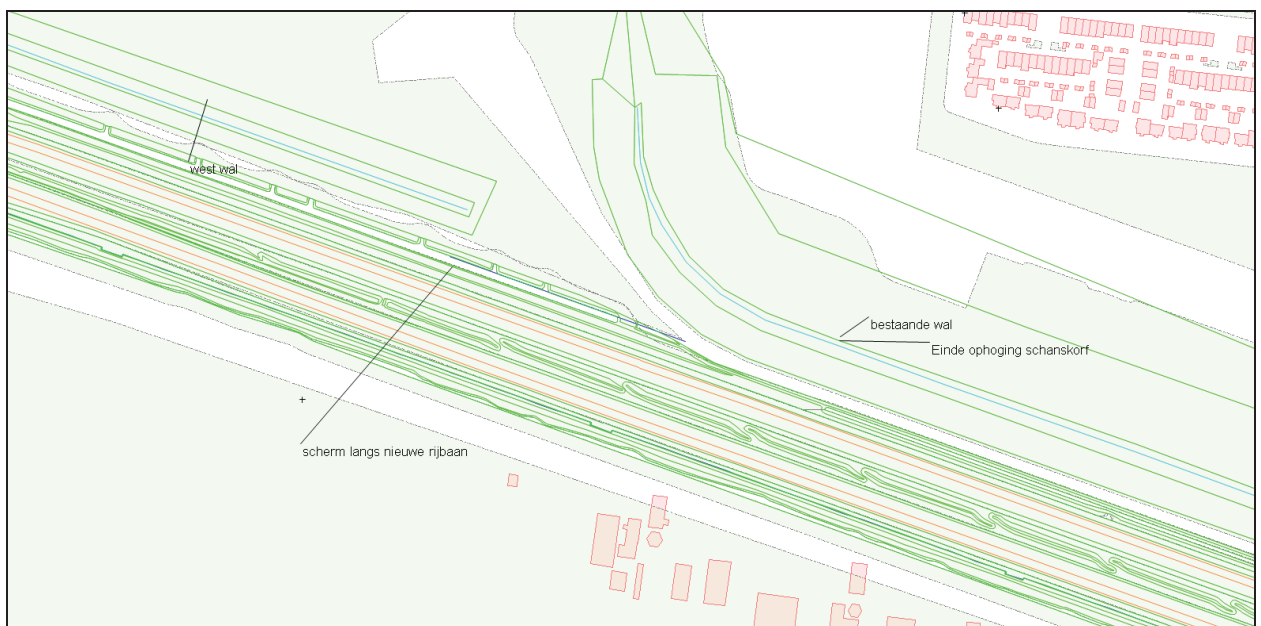 west wal
bestaande wal
Einde ophoging schanskorf
scherm langs nieuwe rijbaan